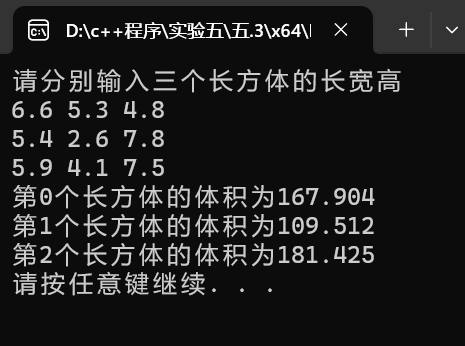 D:\c++程序\实验五\五.3\x64\
请分别输入三个长方体的长宽高
6.6 5.3 4.8
5.4 2.6 7.8
5.9 4.1 7.5
第0个长方体的体积为167.904
第1个长方体的体积为109.512
第2个长方体的体积为181.425
请按任意键继续. . .